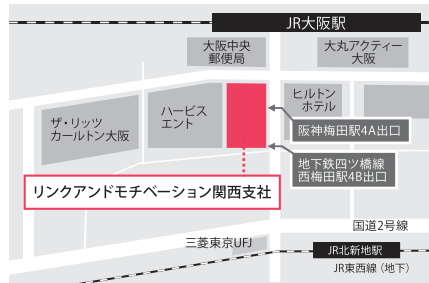 JR大阪駅
大阪中央
郵便局
大丸アクティー
大阪
ザ・リッツ
カールトン大阪
ハービス
エント
ヒルトン
ホテル
阪神梅田駅4A出口
地下鉄四ツ橋線
西梅田駅4B出口
リンクアンドモチベーション関西支社
国道2号線
三菱東京UFJ
JR北新地駅
JR東西線（地下）